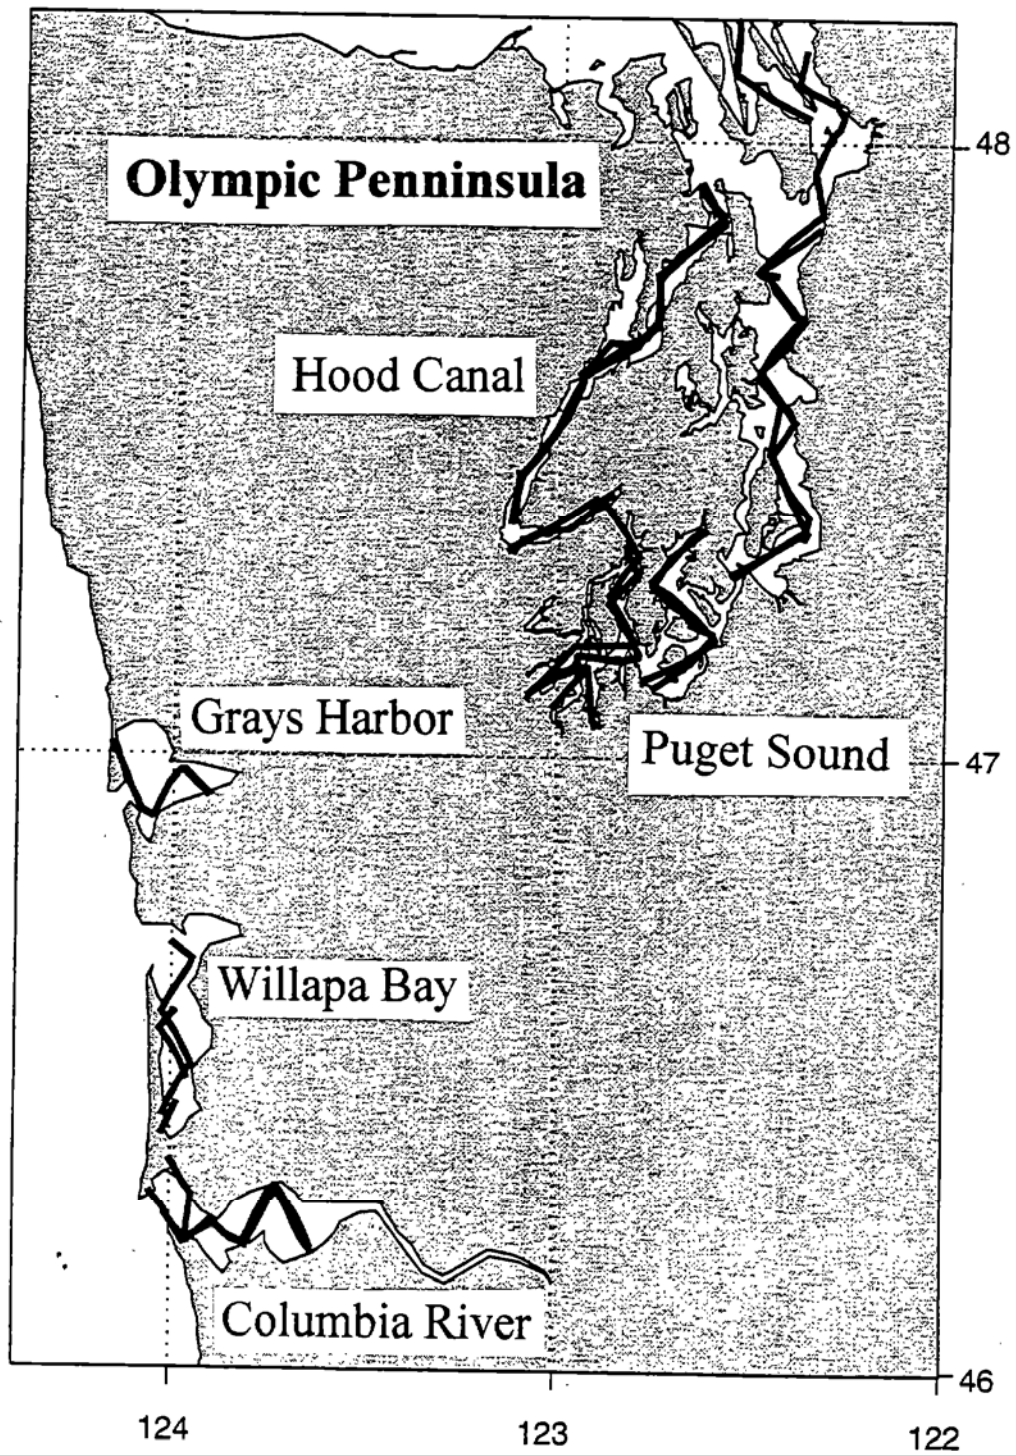 48
Olympic Penninsula
Hood Canal
Grays Harbor
Puget Sound
47
Willapa Bay
Columbia River
46
124
123
122